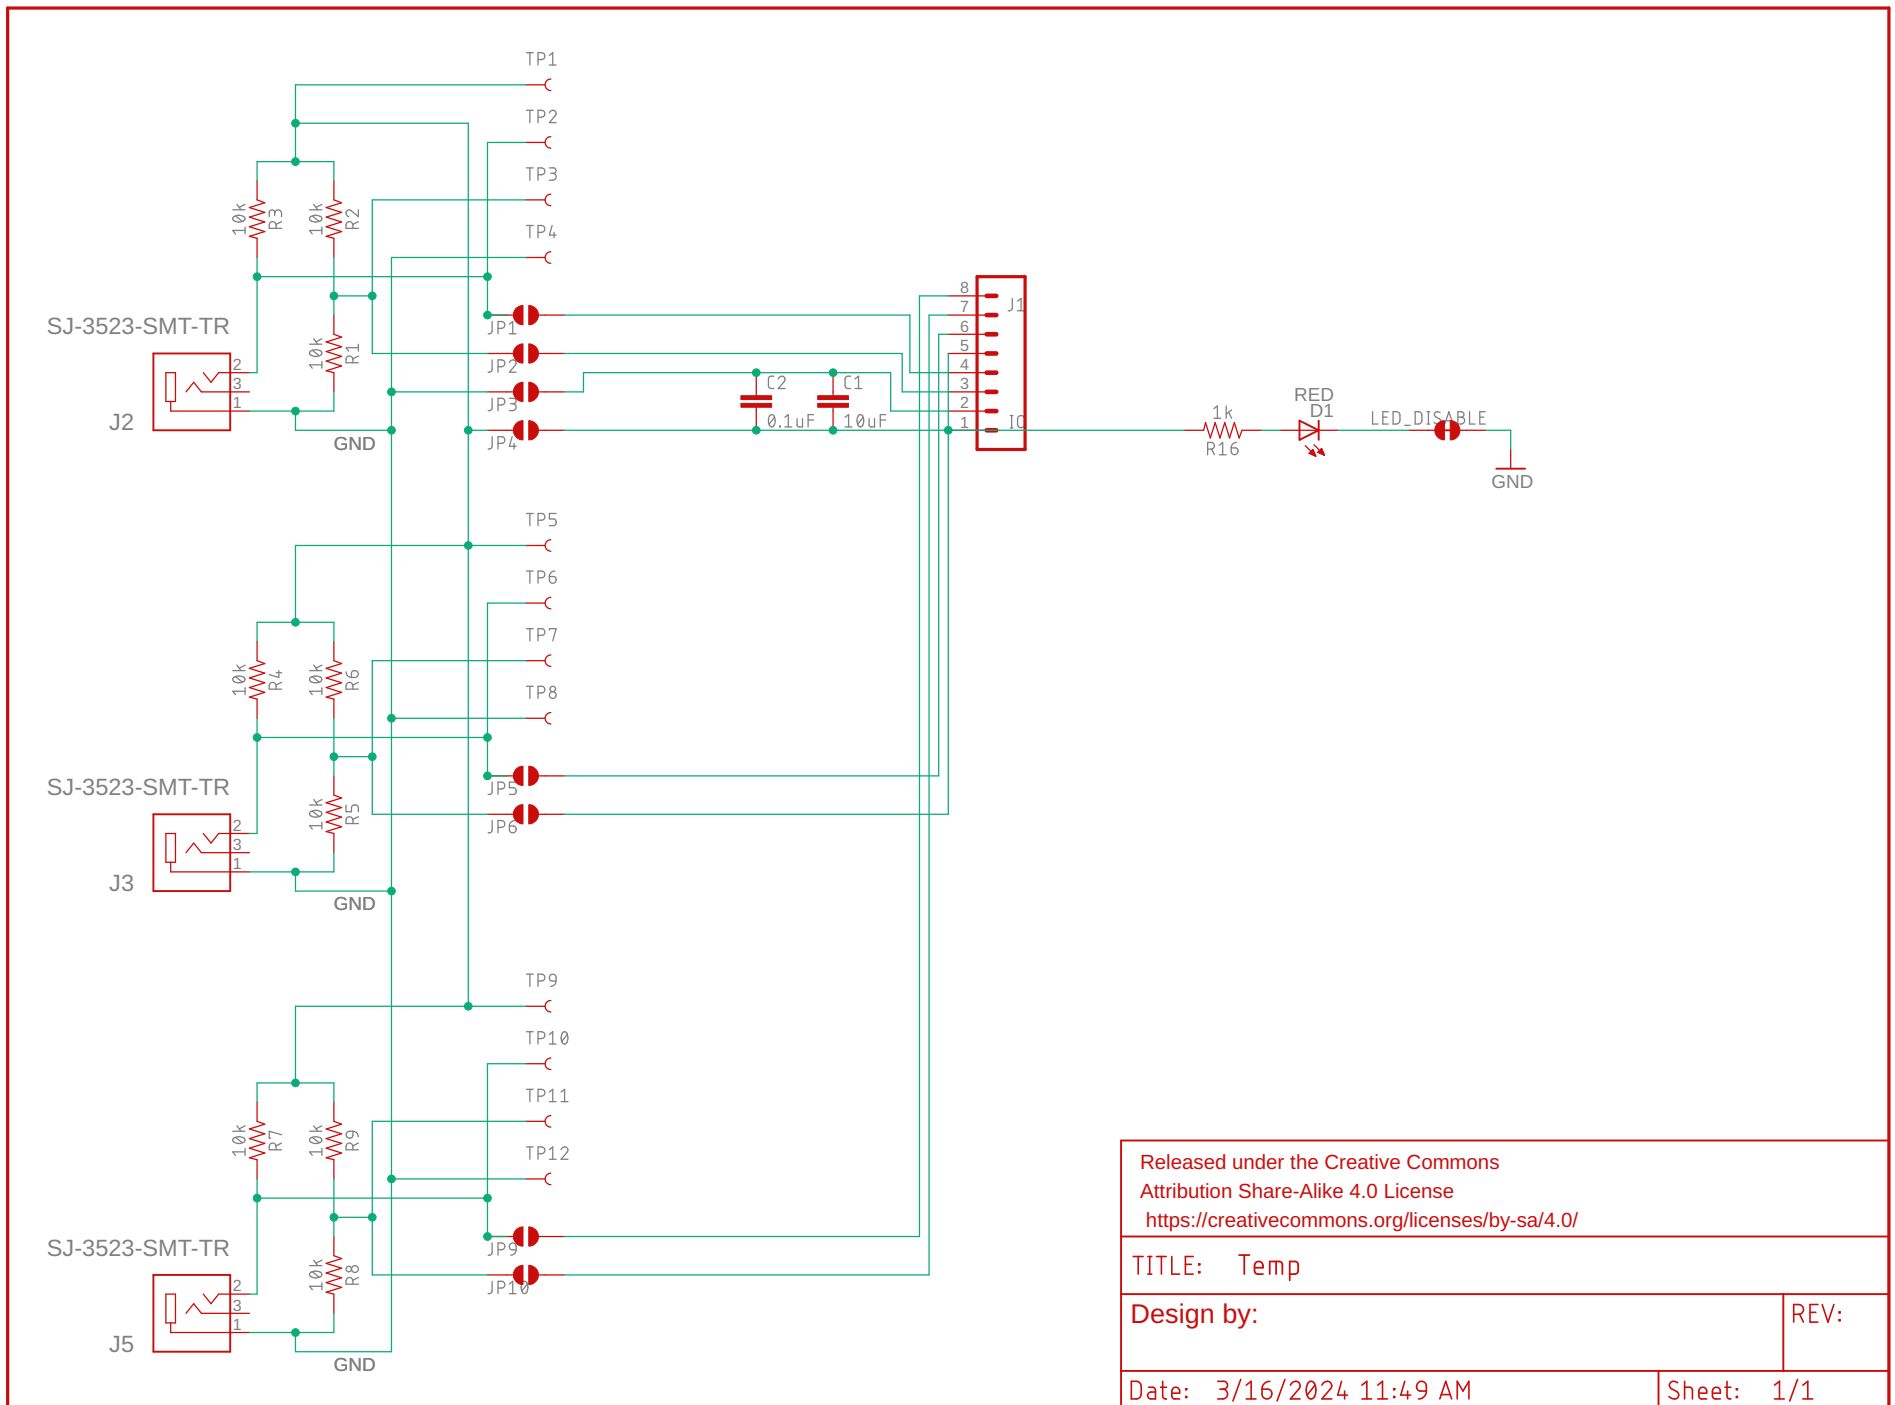 TP1
TP2
TP3
TP4
10k
R3
10k
R2
SJ-3523-SMT-TR
10k
R1
2
3
1
J2
GND
JP1
JP2
JP3
JP4
C2
0.1uF
C1
10uF
8
7
6
5
4
3
2
1
J1
1k
R16
RED
D1
LED_DISABLE
GND
TP5
TP6
TP7
TP8
10k
R4
10k
R6
SJ-3523-SMT-TR
10k
R5
2
3
1
J3
GND
JP5
JP6
TP9
TP10
TP11
TP12
10k
R7
10k
R9
SJ-3523-SMT-TR
10k
R8
2
3
1
J5
GND
JP9
JP10
Released under the Creative Commons
Attribution Share-Alike 4.0 License
https://creativecommons.org/licenses/by-sa/4.0/
TITLE: Temp
Design by:
REV:
Date: 3/16/2024 11:49 AM
Sheet: 1/1